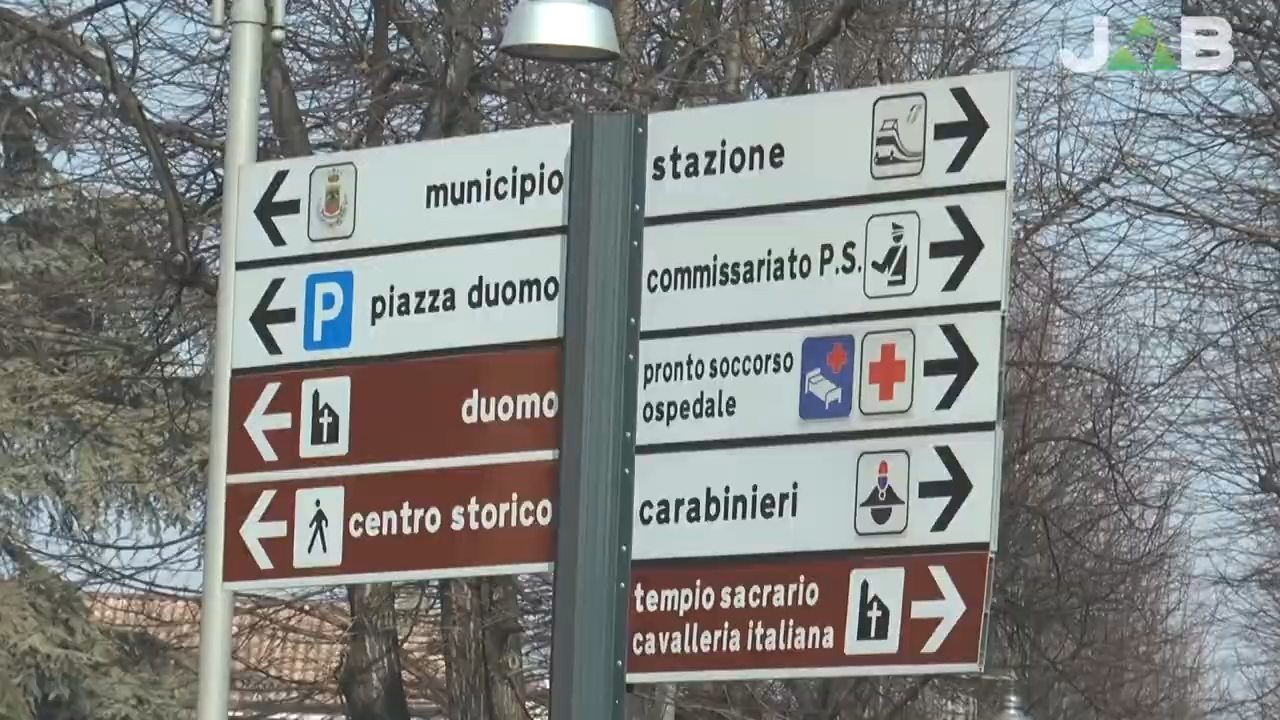 JAB
municipio
P piazza duomo
duomo
centro storico
stazione
commissariato P.S.
pronto soccorso
ospedale
carabinieri
tempio sacrario
cavalleria italiana